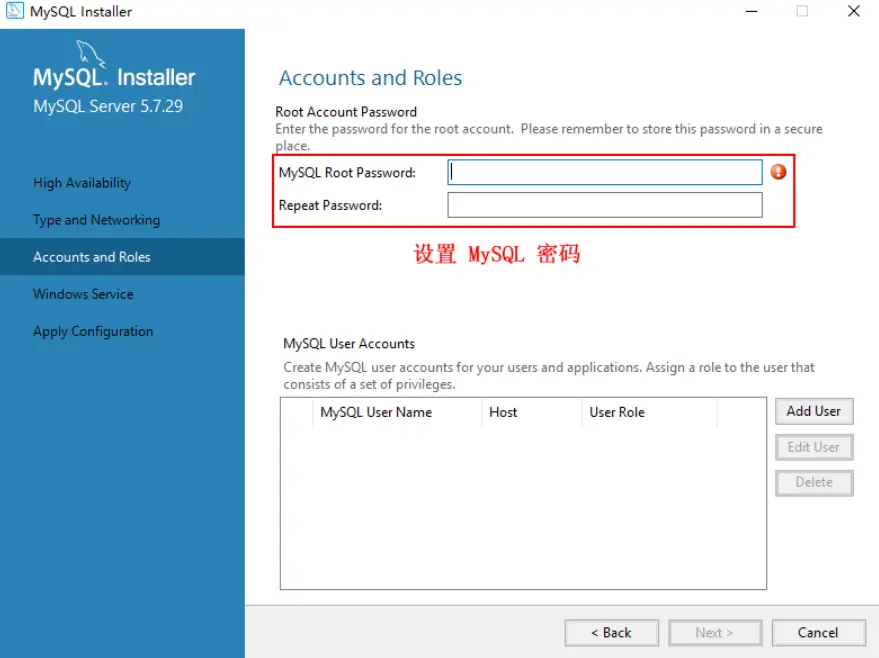 MySQL Installer
MySQL. Installer
MySQL Server 5.7.29
High Availability
Type and Networking
Accounts and Roles
Windows Service
Apply Configuration
Accounts and Roles
Root Account Password
Enter the password for the root account. Please remember to store this password in a secure
place.
MySQL Root Password:
Repeat Password:
设置 MySQL 密码
MySQL User Accounts
Create MySQL user accounts for your users and applications. Assign a role to the user that
consists of a set of privileges.
MySQL User Name Host User Role
Add User
Edit User
Delete
< Back Next > Cancel